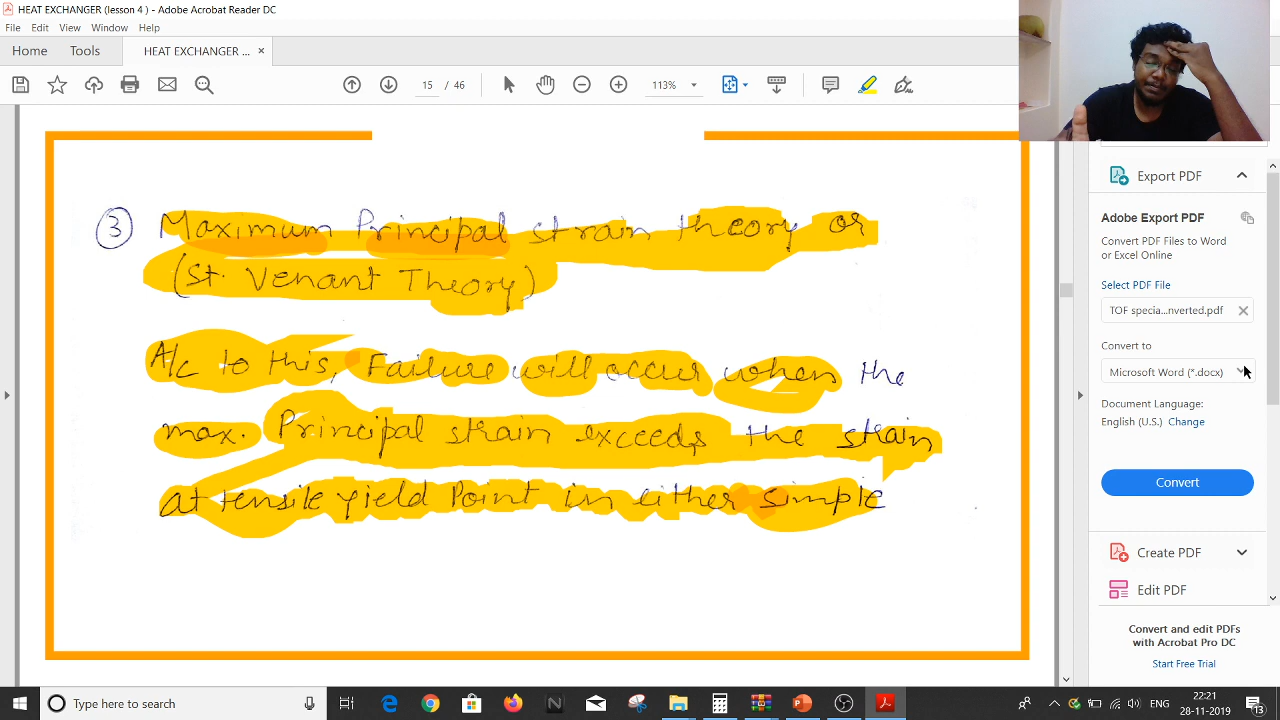 HEAT EXCHANGER (lesson 4 ) - Adobe Acrobat Reader DC
File Edit View Window Help
Home Tools HEAT EXCHANGER ... ×
15 / 46 113%
③ Maximum Principal strain theory or
(St. Venant Theory)
A/c to this, Failure will occur when the
max. Principal strain exceeds the strain
at tensile yield Point in either simple
Export PDF
Adobe Export PDF
Convert PDF Files to Word
or Excel Online
Select PDF File
TOF specia...nverted.pdf
Convert to
Microsoft Word (*.docx)
Document Language:
English (U.S.) Change
Convert
Create PDF
Edit PDF
Convert and edit PDFs
with Acrobat Pro DC
Start Free Trial
Type here to search
ENG
22:21
28-11-2019